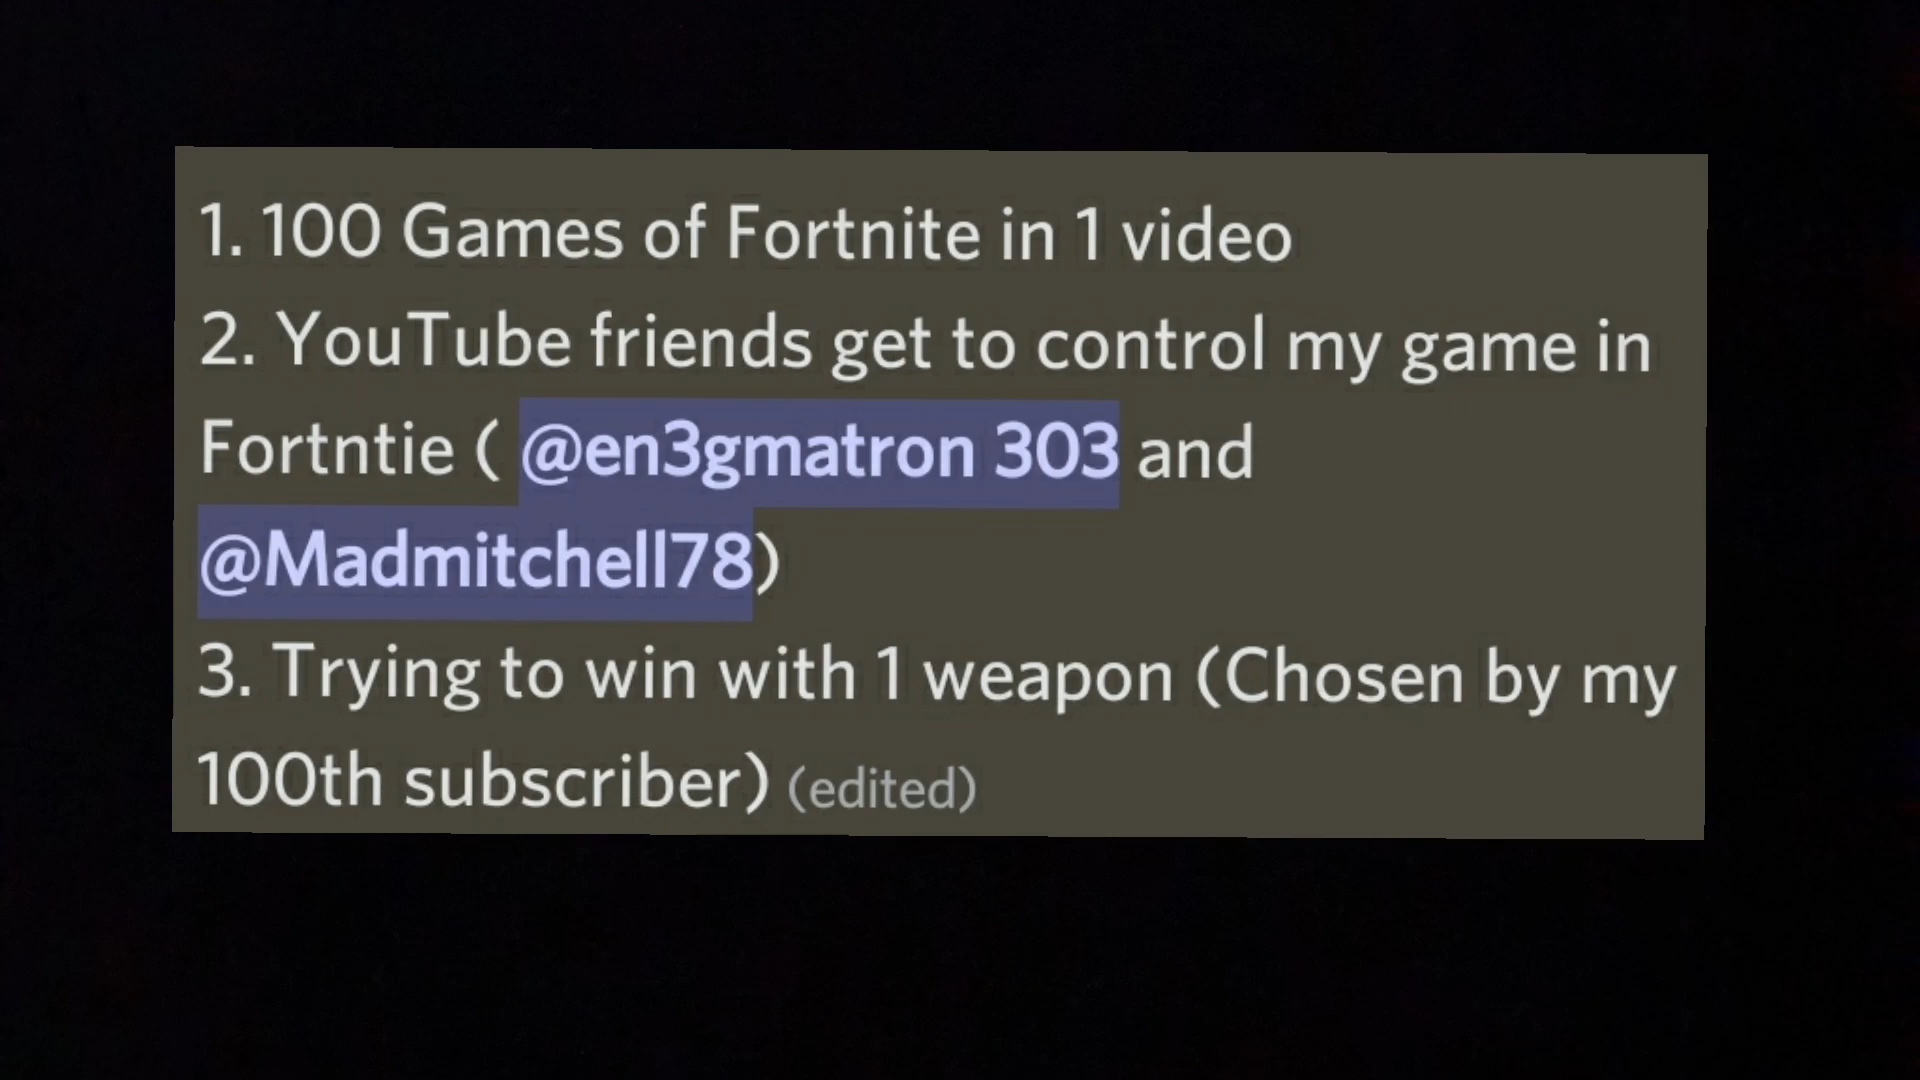 1. 100 Games of Fortnite in 1 video
2. YouTube friends get to control my game in
Fortntie ( @en3gmatron 303 and
@Madmitchell78)
3. Trying to win with 1 weapon (Chosen by my
100th subscriber) (edited)